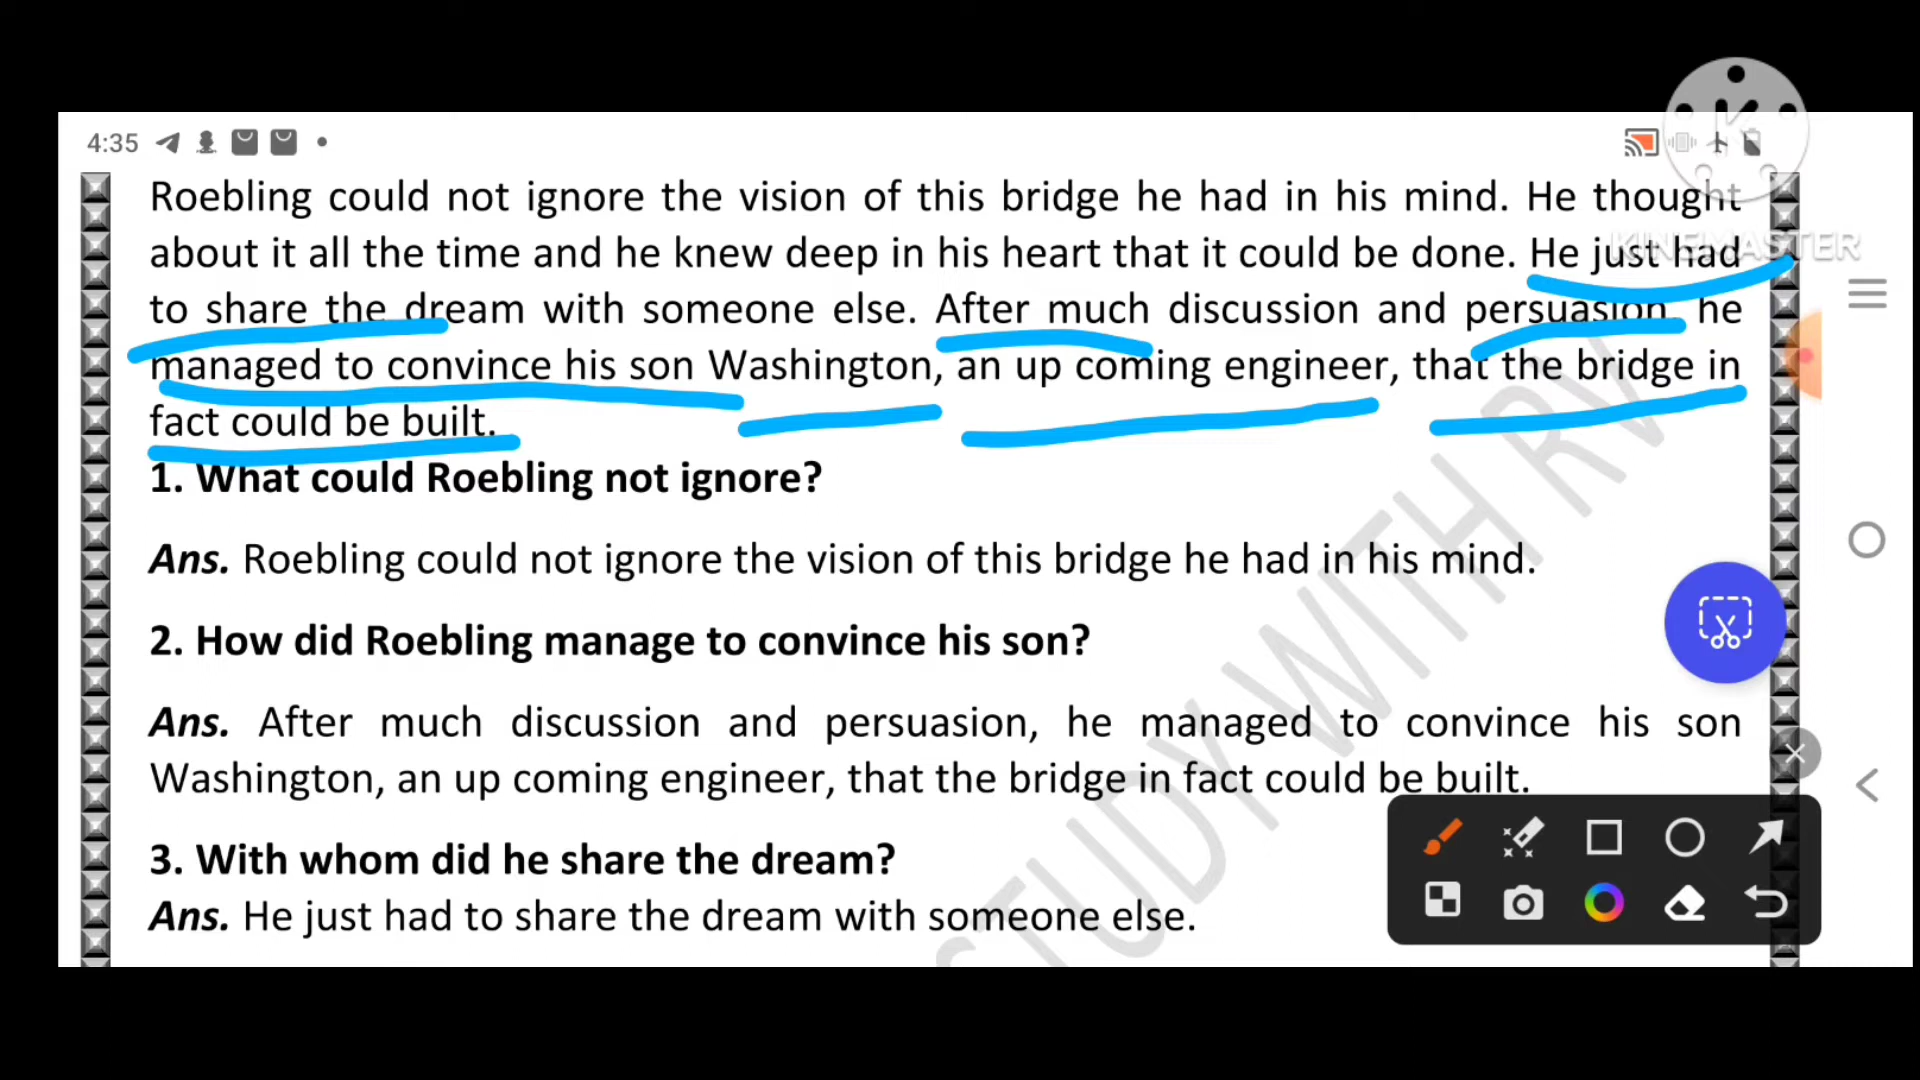 KINEMASTER
4:35
Roebling could not ignore the vision of this bridge he had in his mind. He thought
about it all the time and he knew deep in his heart that it could be done. He just had
to share the dream with someone else. After much discussion and persuasion, he
managed to convince his son Washington, an up coming engineer, that the bridge in
fact could be built.
1. What could Roebling not ignore?
Ans. Roebling could not ignore the vision of this bridge he had in his mind.
2. How did Roebling manage to convince his son?
Ans. After much discussion and persuasion, he managed to convince his son
Washington, an up coming engineer, that the bridge in fact could be built.
3. With whom did he share the dream?
Ans. He just had to share the dream with someone else.
STUDY WITH RV